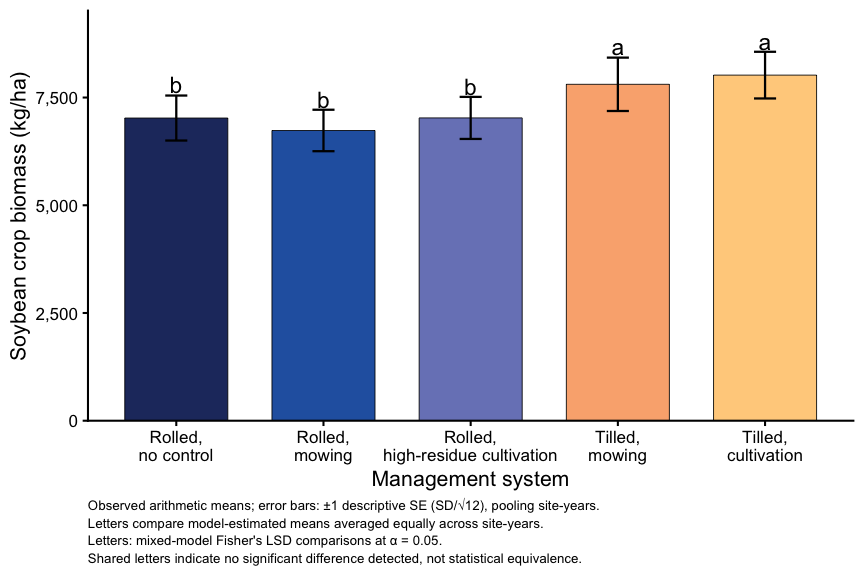 b
b
b
a
a
Soybean crop biomass (kg/ha)
7,500
5,000
2,500
0
Rolled,
no control
Rolled,
mowing
Rolled,
high-residue cultivation
Tilled,
mowing
Tilled,
cultivation
Management system
Observed arithmetic means; error bars: ±1 descriptive SE (SD/√12), pooling site-years.
Letters compare model-estimated means averaged equally across site-years.
Letters: mixed-model Fisher's LSD comparisons at α = 0.05.
Shared letters indicate no significant difference detected, not statistical equivalence.